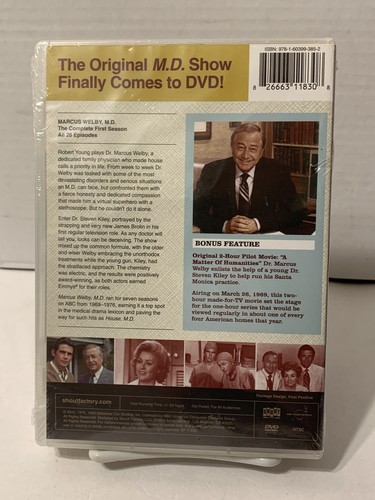 The Original M.D. Show
Finally Comes to DVD!
ISBN: 978-1-60399-385-2
8 26663 11830 8
MARCUS WELBY, M.D.
The Complete First Season
All 26 Episodes
Robert Young plays Dr. Marcus Welby, a
dedicated family physician who made house
calls a priority in life. From week to week Dr.
Welby was tasked with some of the most
devastating disorders and serious situations
an M.D. can face, but confronted them with
a fierce honesty and dedicated compassion
that made him a virtual superhero with a
stethoscope. But he couldn't do it alone.
Enter Dr. Steven Kiley, portrayed by the
strapping and very new James Brolin in his
first regular television role. As any doctor will
tell you, looks can be deceiving. The show
mixed up the common formula, with the older
and wiser Welby embracing the unorthodox
treatments while the young gun, Kiley, had
the straitlaced approach. The chemistry
was electric, and the results were positively
award-winning, as both actors earned
Emmys® for their roles.
Marcus Welby, M.D. ran for seven seasons
on ABC from 1969–1976, earning it a top spot
in the medical drama lexicon and paving the
way for such hits as House, M.D.
BONUS FEATURE
Original 2-Hour Pilot Movie: "A
Matter Of Humanities" Dr. Marcus
Welby enlists the help of a young Dr.
Steven Kiley to help run his Santa
Monica practice.
Airing on March 26, 1969, this two-
hour made-for-TV movie set the stage
for the one-hour series that would be
viewed regularly in about one of every
four American homes that year.
shoutfactory.com
DVD
NTSC